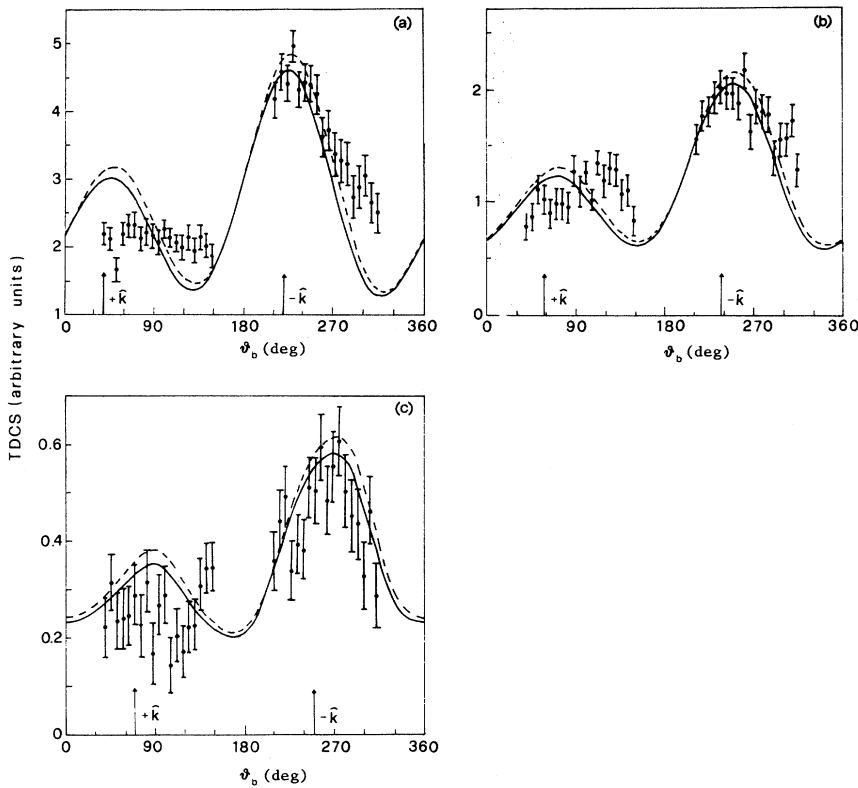 (a)
5
4
3
2
1
+k̂
−k̂
0 90 180 270 360
ϑb (deg)
(b)
2
1
0
+k̂
−k̂
0 90 180 270 360
ϑb (deg)
TDCS (arbitrary units)
(c)
0.6
0.4
0.2
0
+k̂
−k̂
0 90 180 270 360
ϑb (deg)